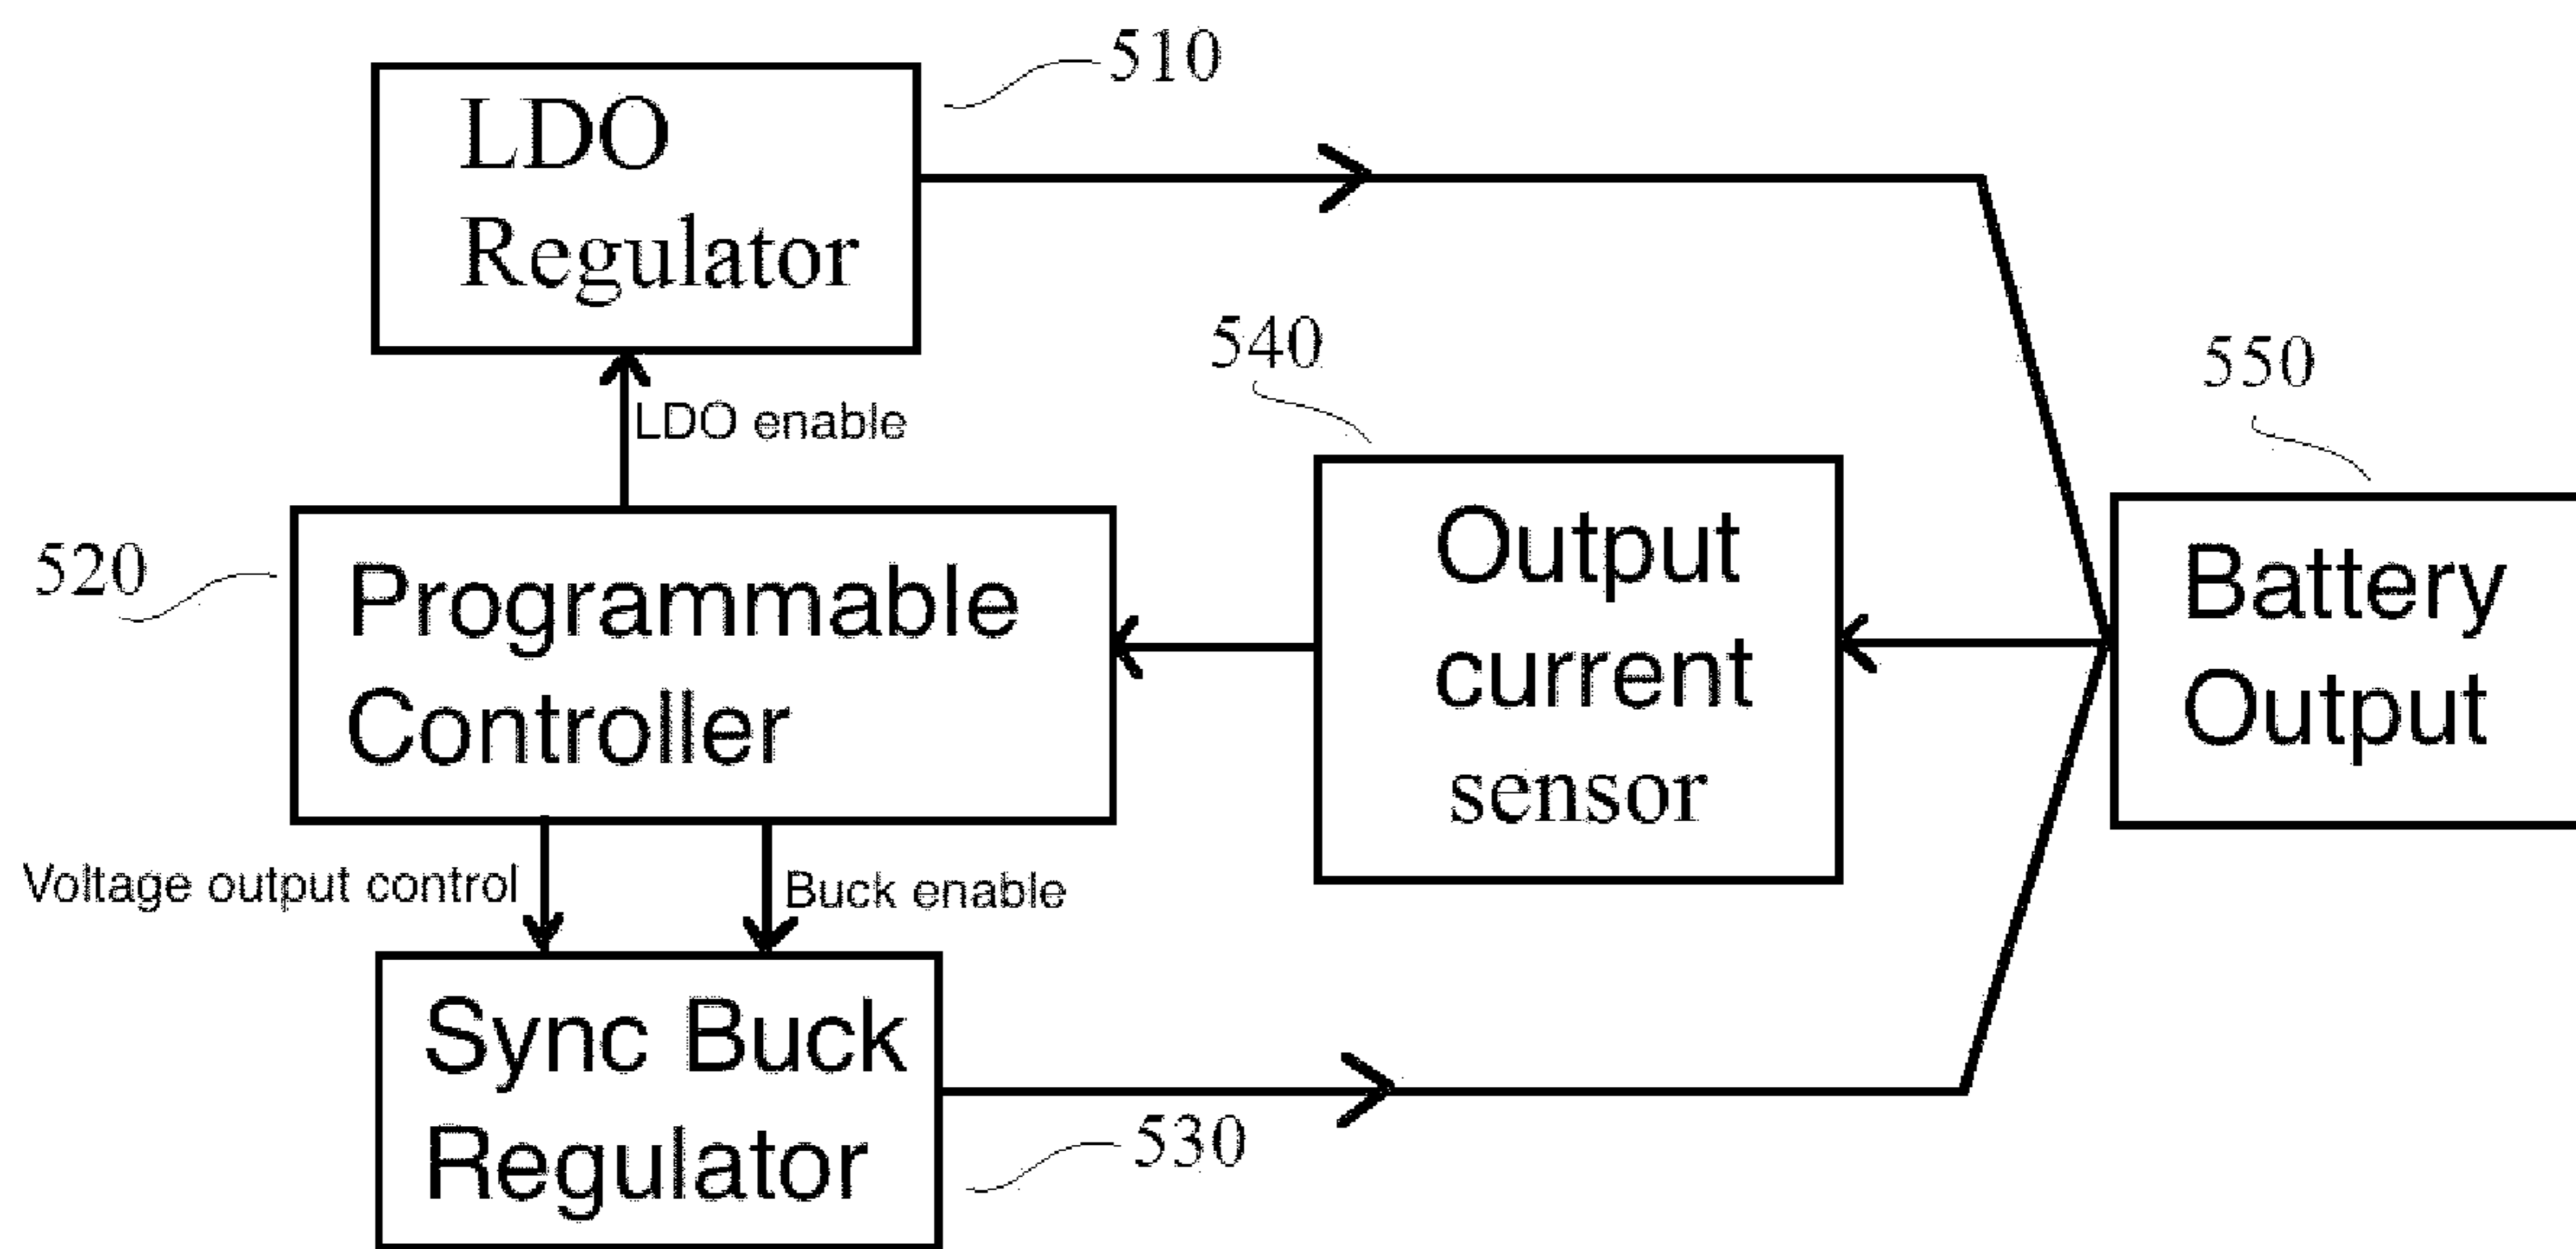 510
LDO
Regulator
540
550
LDO enable
520
Programmable
Controller
Output
current
sensor
Battery
Output
Voltage output control
Buck enable
Sync Buck
Regulator
530